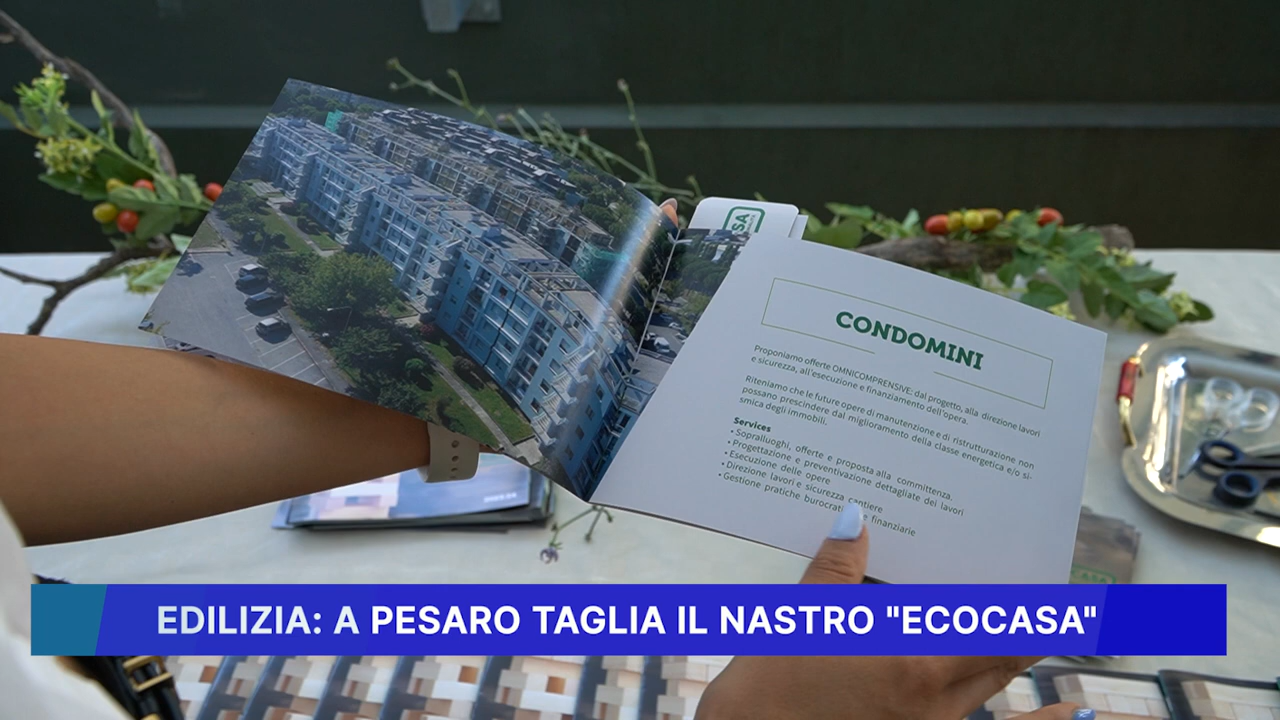 SA
CONDOMINI
Proponiamo offerte OMNICOMPRENSIVE: dal progetto, alla direzione lavori
e sicurezza, all'esecuzione e finanziamento dell'opera.
Riteniamo che le future opere di manutenzione e di ristrutturazione non
possano prescindere dal miglioramento della classe energetica e/o si-
smica degli immobili.
Services
• Sopralluoghi, offerte e proposta alla committenza.
• Progettazione e preventivazione dettagliate dei lavori
• Esecuzione delle opere
• Direzione lavori e sicurezza cantiere
• Gestione pratiche burocrat e finanziarie
CASA
EDILIZIA: A PESARO TAGLIA IL NASTRO "ECOCASA"